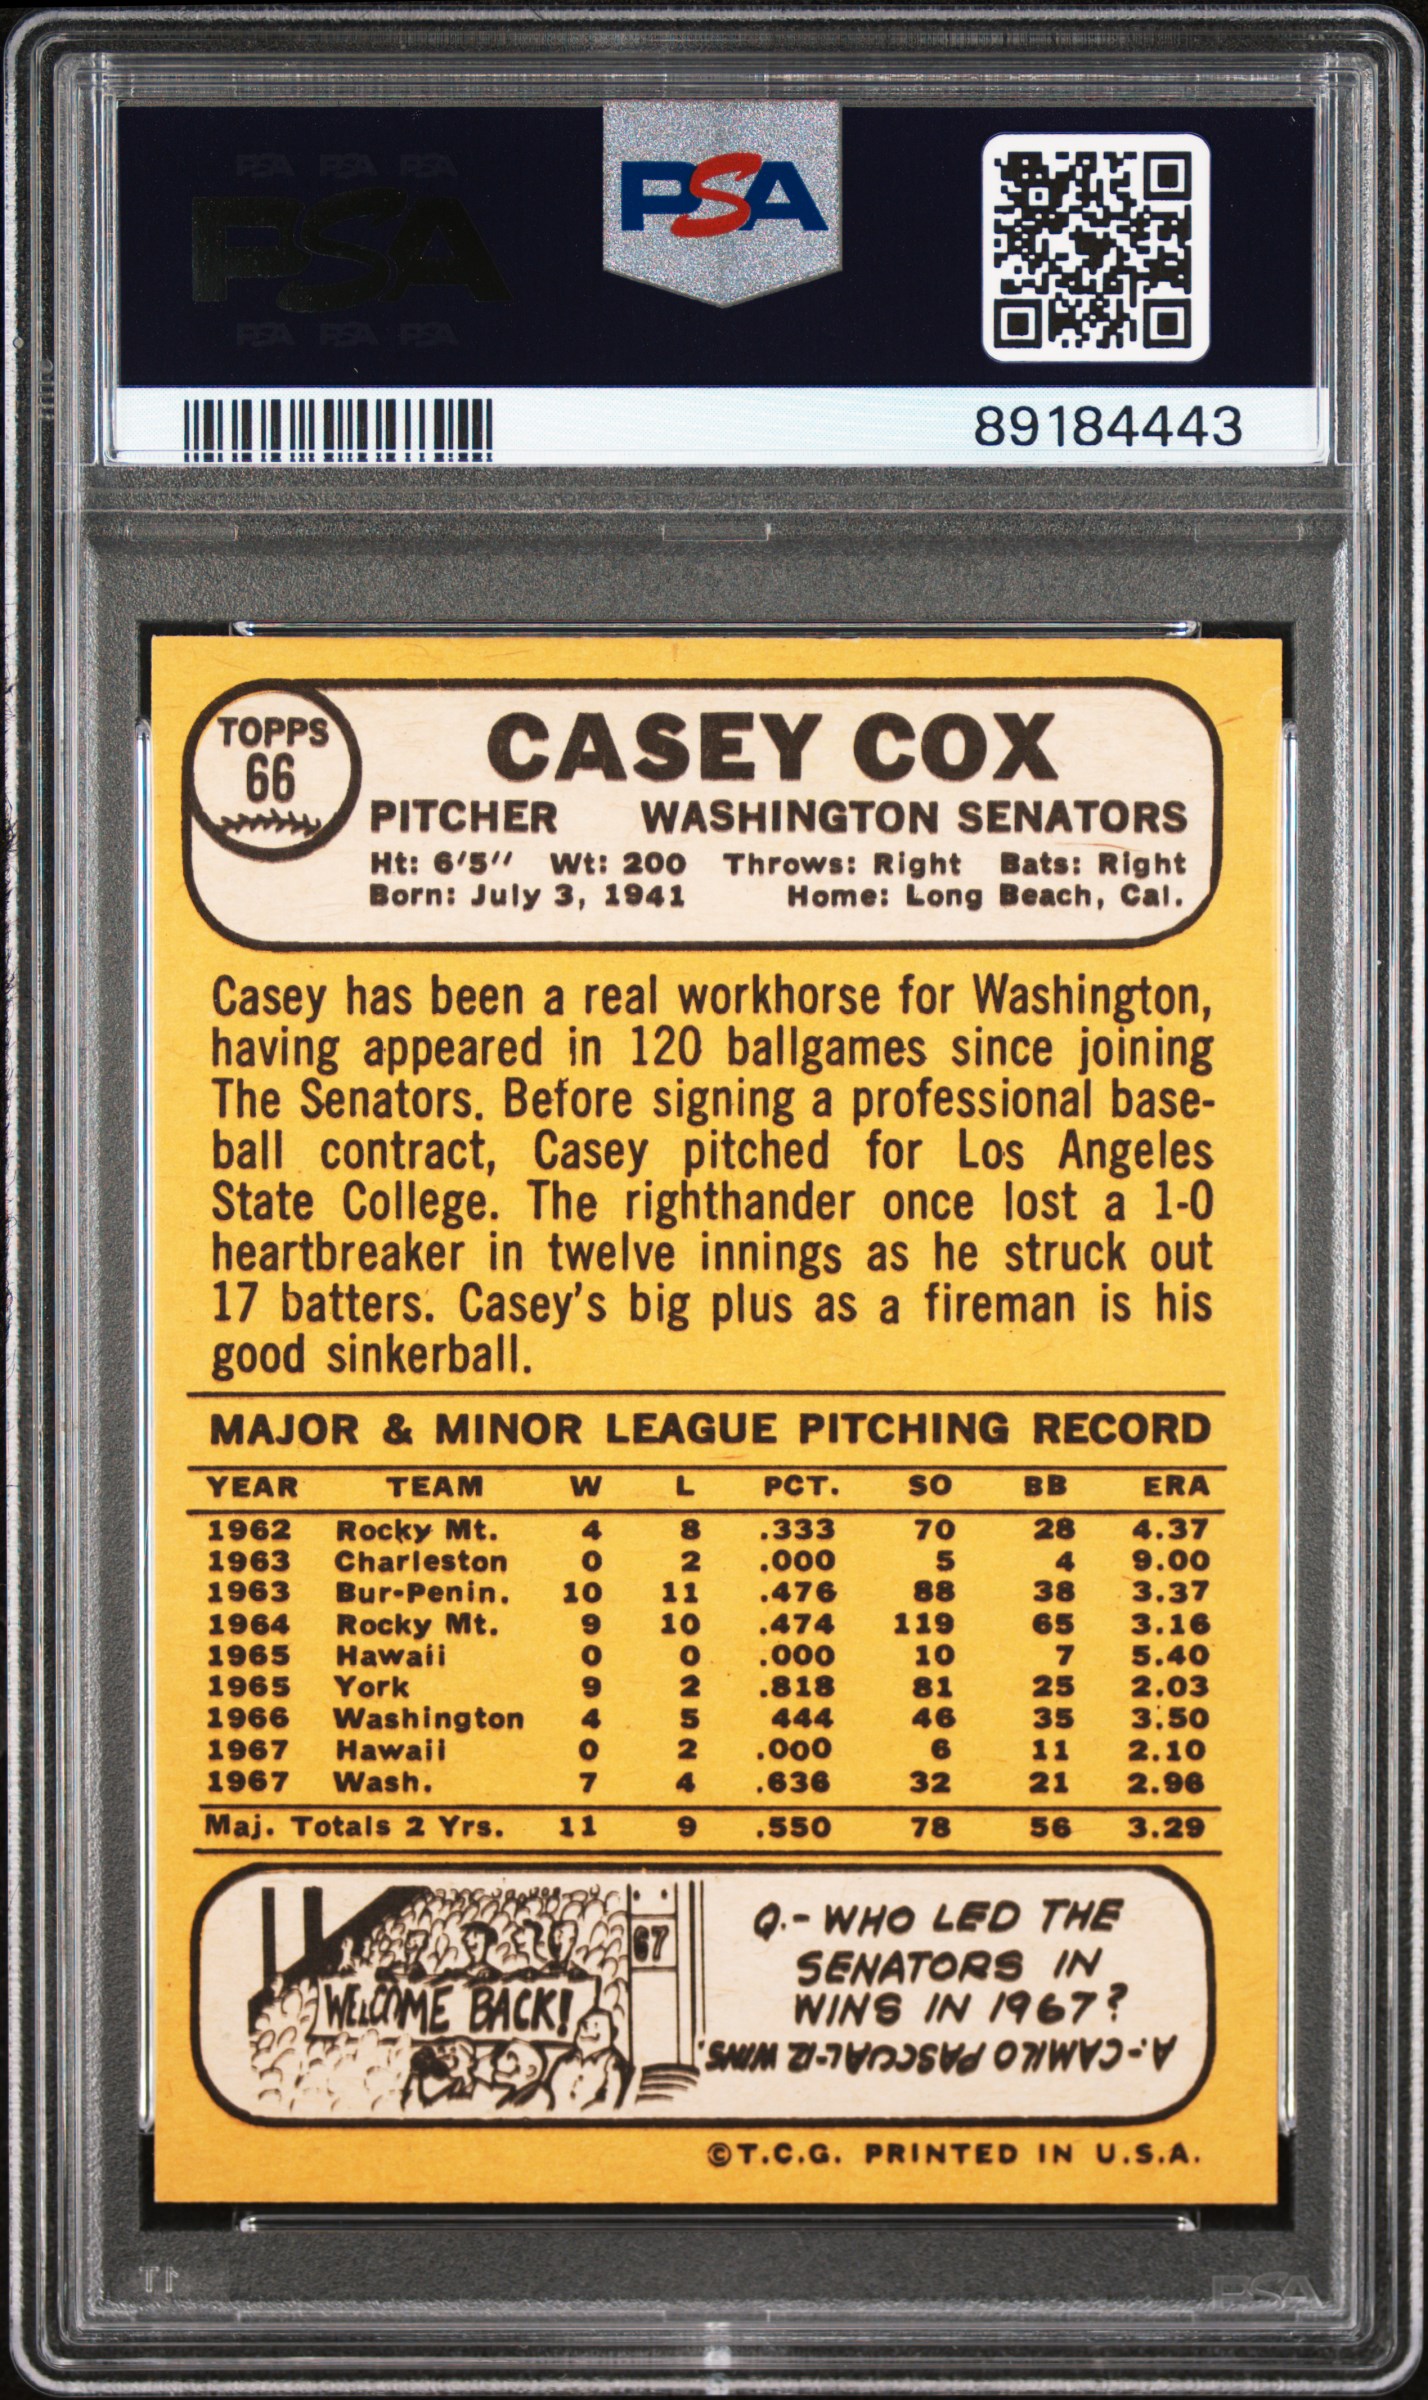 PSA PSA PSA
PSA
PSA PSA PSA
PSA
89184443
TOPPS
66
CASEY COX
PITCHER WASHINGTON SENATORS
Ht: 6'5'' Wt: 200 Throws: Right Bats: Right
Born: July 3, 1941 Home: Long Beach, Cal.
Casey has been a real workhorse for Washington,
having appeared in 120 ballgames since joining
The Senators. Before signing a professional base-
ball contract, Casey pitched for Los Angeles
State College. The righthander once lost a 1-0
heartbreaker in twelve innings as he struck out
17 batters. Casey's big plus as a fireman is his
good sinkerball.
MAJOR & MINOR LEAGUE PITCHING RECORD
YEAR TEAM W L PCT. SO BB ERA
1962 Rocky Mt. 4 8 .333 70 28 4.37
1963 Charleston 0 2 .000 5 4 9.00
1963 Bur-Penin. 10 11 .476 88 38 3.37
1964 Rocky Mt. 9 10 .474 119 65 3.16
1965 Hawaii 0 0 .000 10 7 5.40
1965 York 9 2 .818 81 25 2.03
1966 Washington 4 5 444 46 35 3.50
1967 Hawaii 0 2 .000 6 11 2.10
1967 Wash. 7 4 .636 32 21 2.96
Maj. Totals 2 Yrs. 11 9 .550 78 56 3.29
67
WELCOME BACK!
Q.- WHO LED THE
SENATORS IN
WINS IN 1967?
A.-CAMILO PASCUAL-12 WINS.
©T.C.G. PRINTED IN U.S.A.
PSA